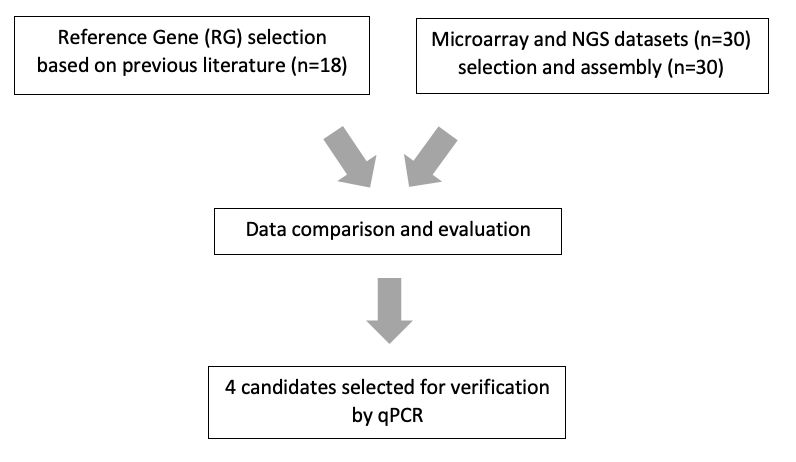 Reference Gene (RG) selection
based on previous literature (n=18)
Microarray and NGS datasets (n=30)
selection and assembly (n=30)
Data comparison and evaluation
4 candidates selected for verification
by qPCR